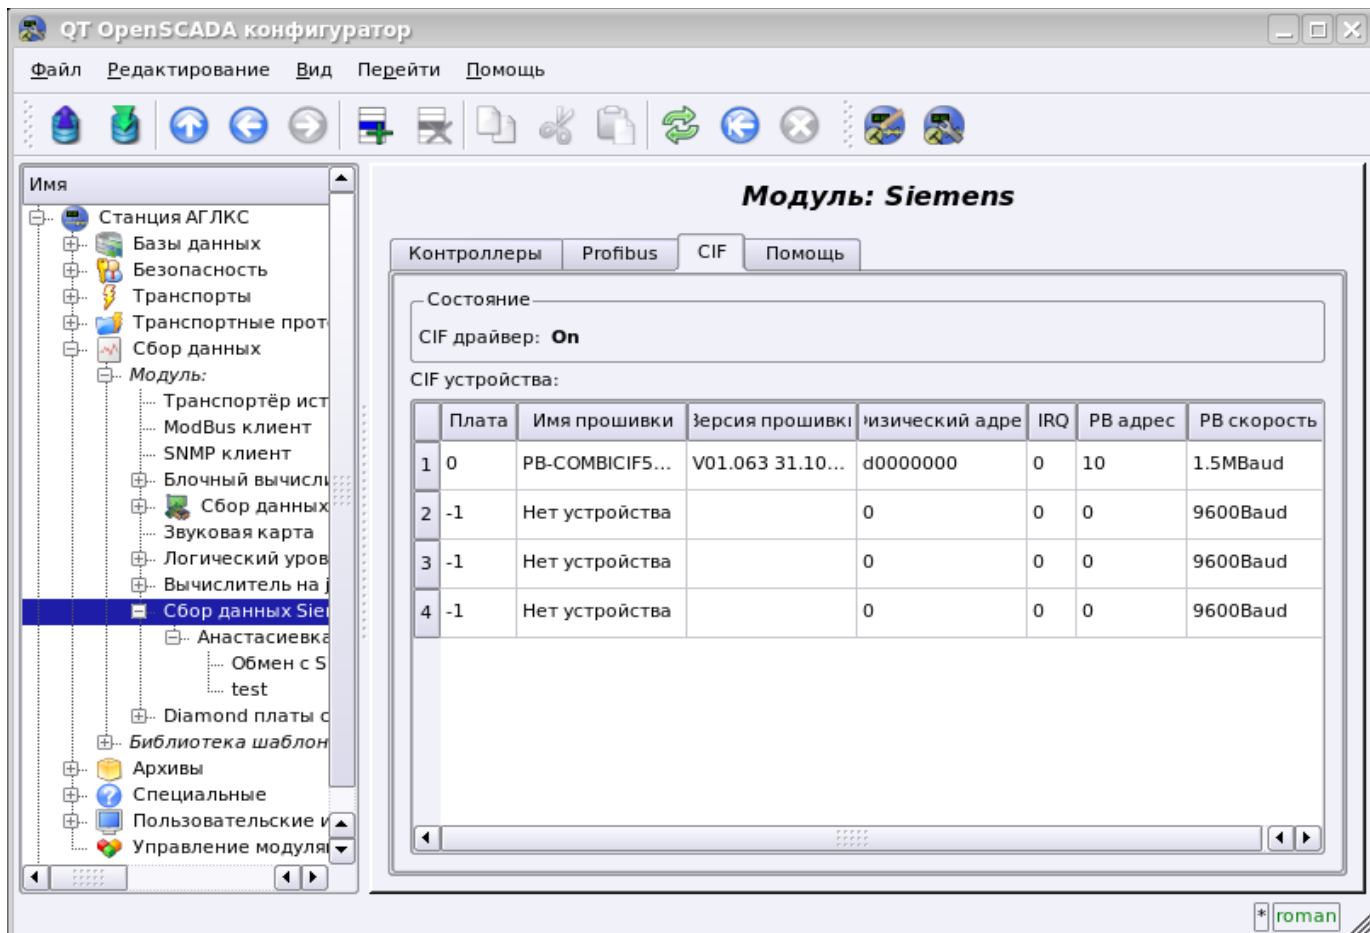 QT OpenSCADA конфигуратор
Файл Редактирование Вид Перейти Помощь
Имя
Станция АГЛКС
Базы данных
Безопасность
Транспорты
Транспортные прот
Сбор данных
Модуль:
Транспортёр ист
ModBus клиент
SNMP клиент
Блочный вычисли
Сбор данных
Звуковая карта
Логический уров
Вычислитель на j
Сбор данных Sie
Анастасиевка
Обмен с S
test
Diamond платы с
Библиотека шаблон
Архивы
Специальные
Пользовательские и
Управление модуля
Модуль: Siemens
Контроллеры Profibus CIF Помощь
Состояние
CIF драйвер: On
CIF устройства:
Плата Имя прошивки Версия прошивки физический адре IRQ PB адрес PB скорость
1 0 PB-COMBICIF5... V01.063 31.10... d0000000 0 10 1.5MBaud
2 -1 Нет устройства 0 0 0 9600Baud
3 -1 Нет устройства 0 0 0 9600Baud
4 -1 Нет устройства 0 0 0 9600Baud
* roman